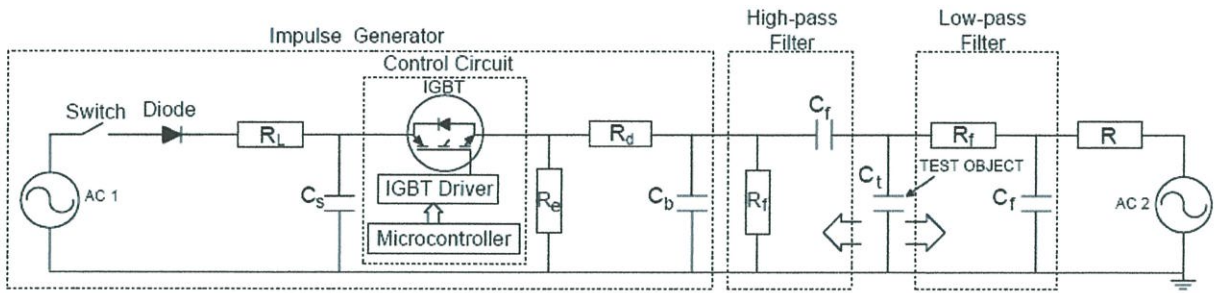 High-pass
Filter
Low-pass
Filter
Impulse Generator
Control Circuit
IGBT
Switch
Diode
R_L
R_d
C_f
R_f
R
TEST OBJECT
AC 1
C_s
IGBT Driver
Microcontroller
R_e
C_b
R_f
C_t
C_f
AC 2